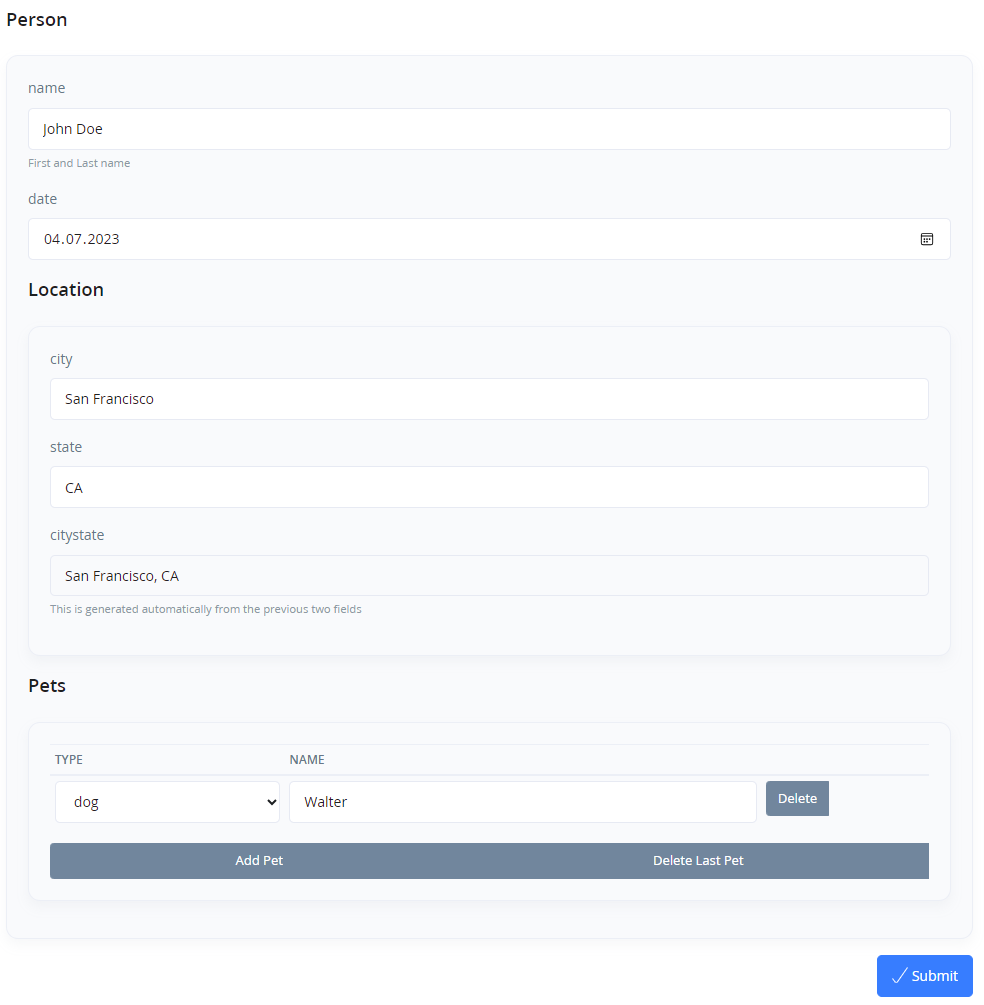 Person
name
John Doe
First and Last name
date
04.07.2023
Location
city
San Francisco
state
CA
citystate
San Francisco, CA
This is generated automatically from the previous two fields
Pets
TYPE NAME
dog Walter Delete
Add Pet Delete Last Pet
Submit